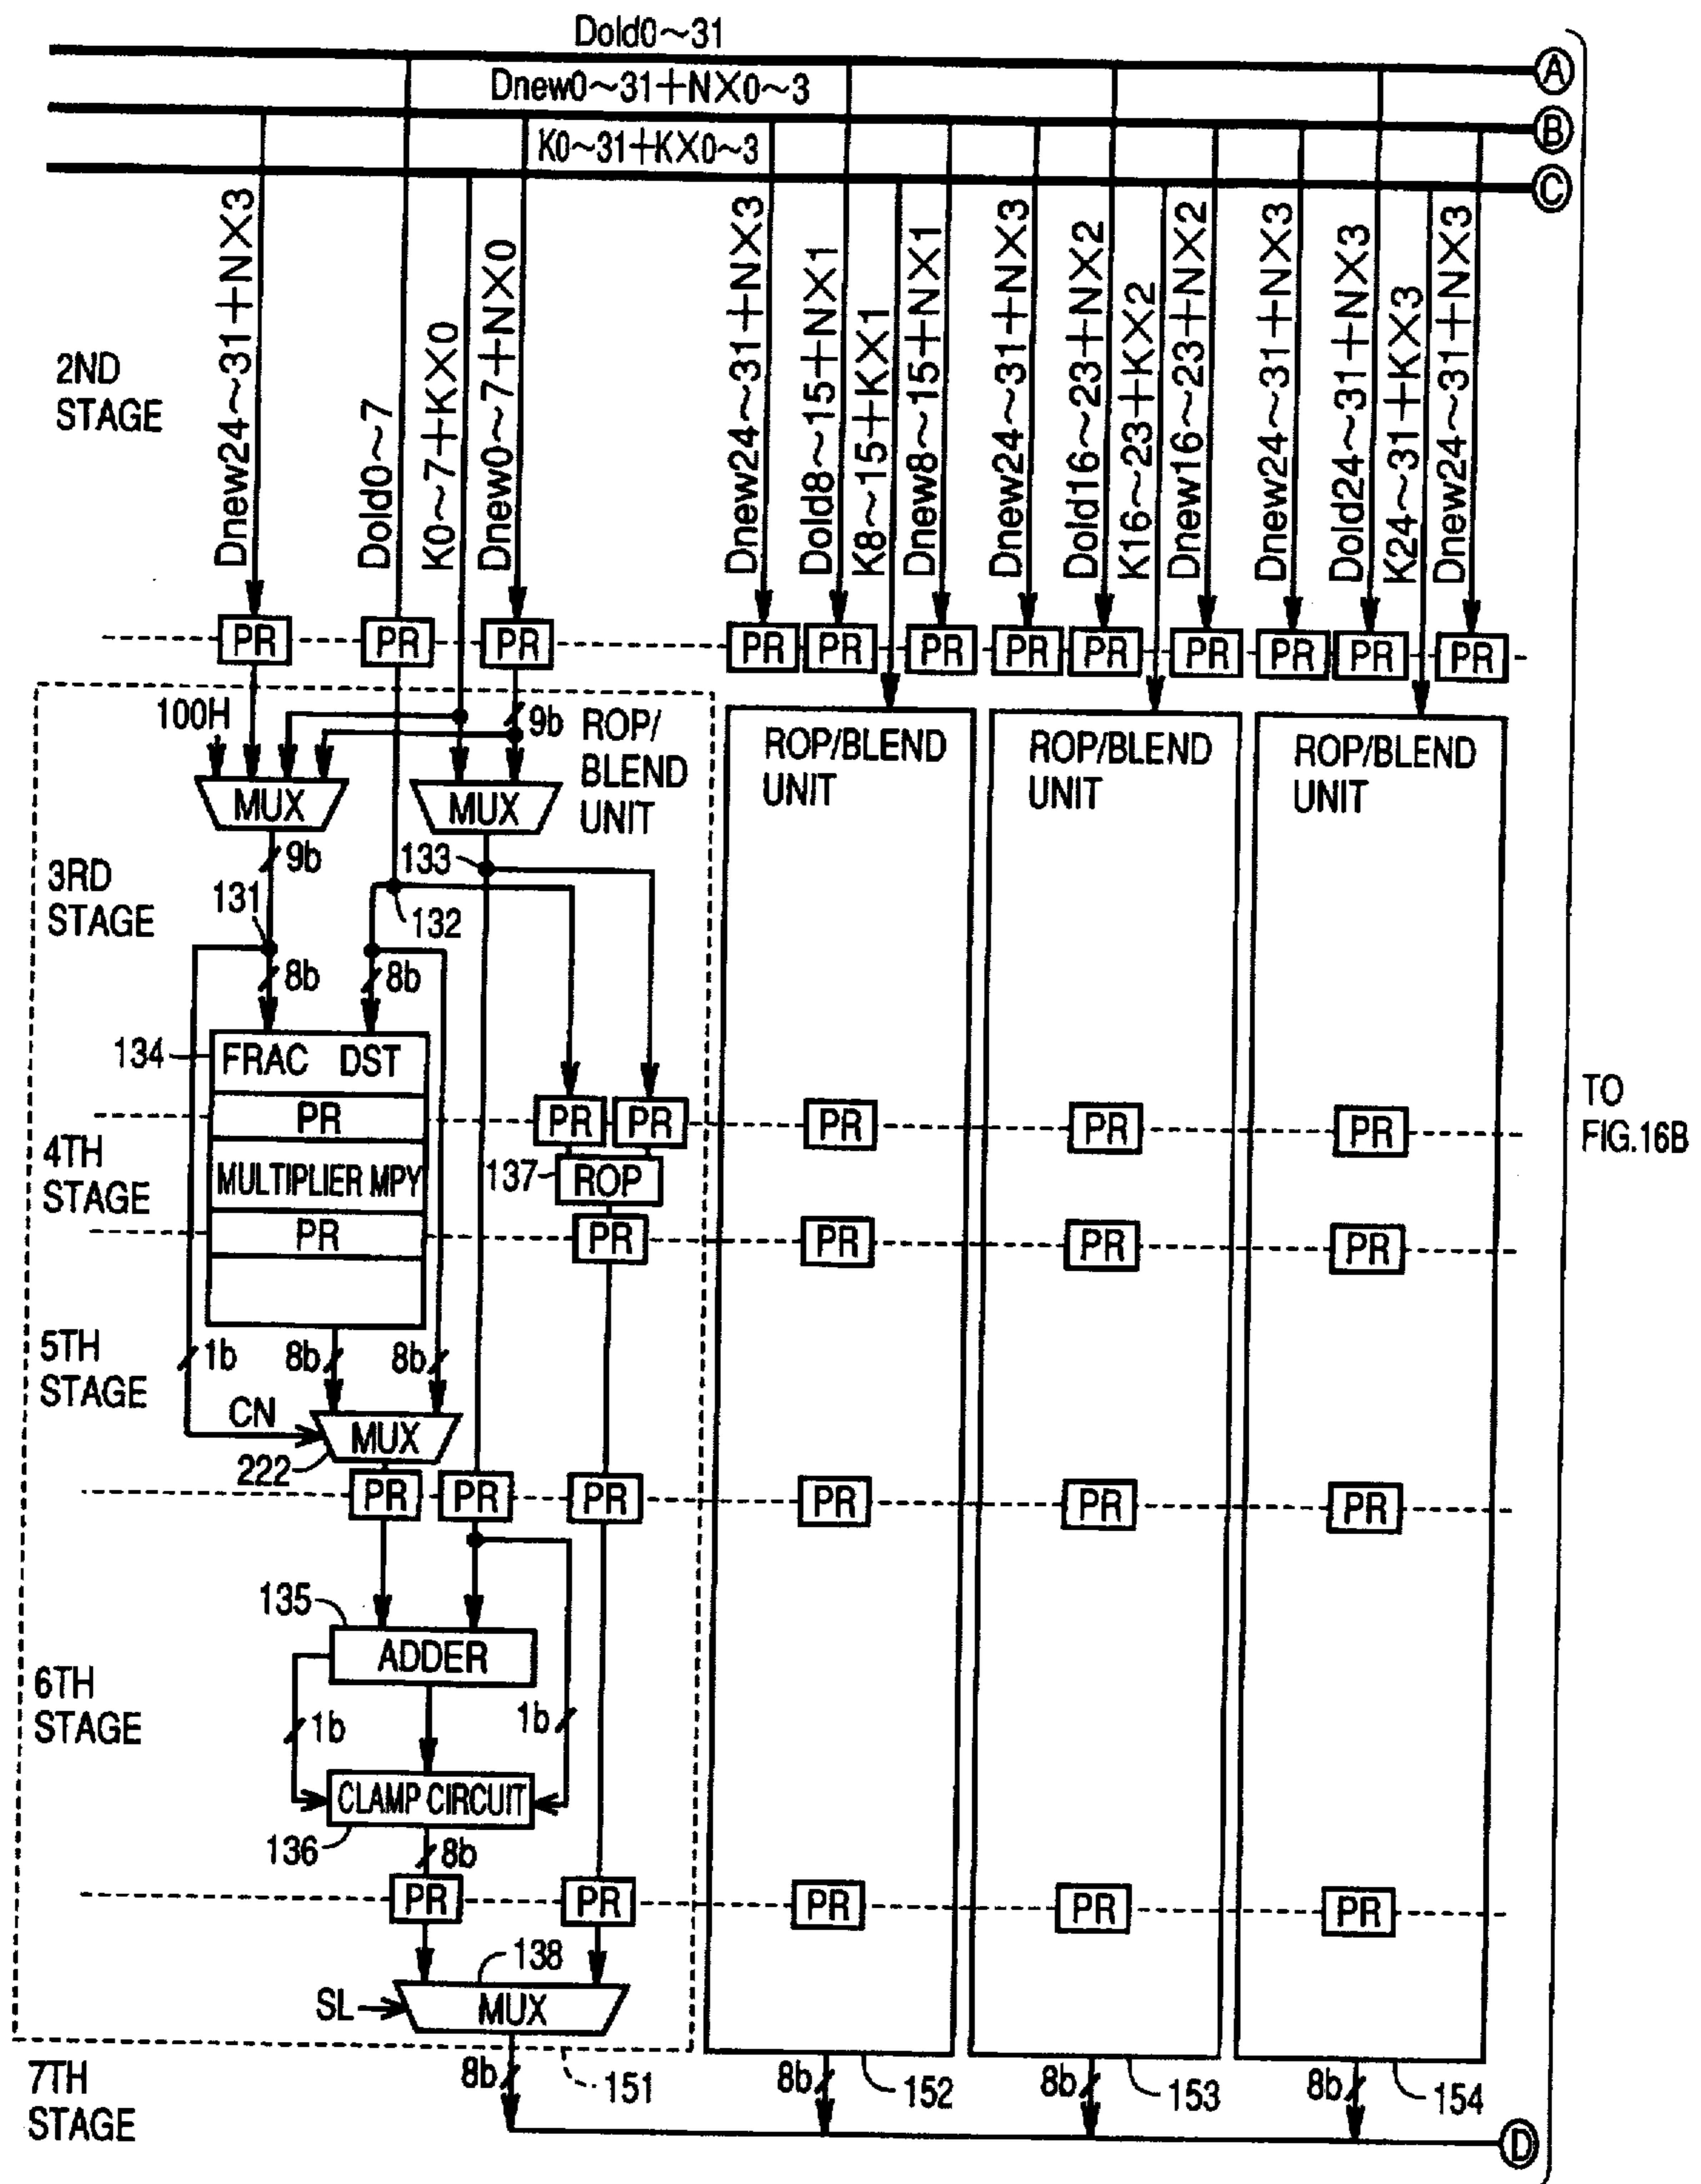 Dold0~31
A
Dnew0~31+NX0~3
B
K0~31+KX0~3
C
2ND
STAGE
Dnew24~31+NX3
Dold0~7
K0~7+KX0
Dnew0~7+NX0
Dnew24~31+NX3
Dold8~15+NX1
K8~15+KX1
Dnew8~15+NX1
Dnew24~31+NX3
Dold16~23+NX2
K16~23+KX2
Dnew16~23+NX2
Dnew24~31+NX3
Dold24~31+NX3
K24~31+KX3
Dnew24~31+NX3
PR PR PR PR PR PR PR PR PR PR PR PR
100H
9b
ROP/
BLEND
UNIT
ROP/BLEND
UNIT
ROP/BLEND
UNIT
ROP/BLEND
UNIT
MUX
MUX
3RD
STAGE
9b
133
131
132
8b
8b
134
FRAC DST
PR
PR PR PR PR PR
TO
FIG.16B
4TH
STAGE
MULTIPLIER MPY
137
ROP
PR
PR PR PR PR
5TH
STAGE
1b
8b
8b
CN
MUX
222
PR PR PR PR PR PR
135
ADDER
6TH
STAGE
1b
1b
CLAMP CIRCUIT
136
8b
PR PR PR PR PR
138
SL
MUX
7TH
STAGE
8b
151
8b
152
8b
153
8b
154
D